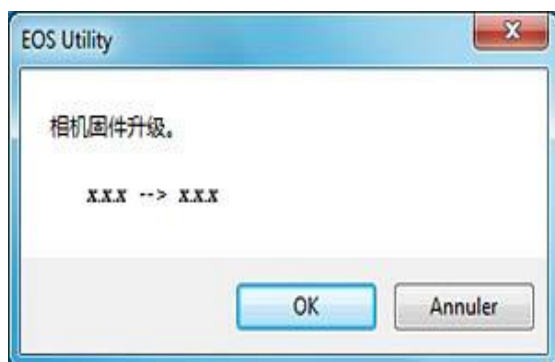 EOS Utility
相机固件升级。
x.x.x --> x.x.x
OK
Annuler